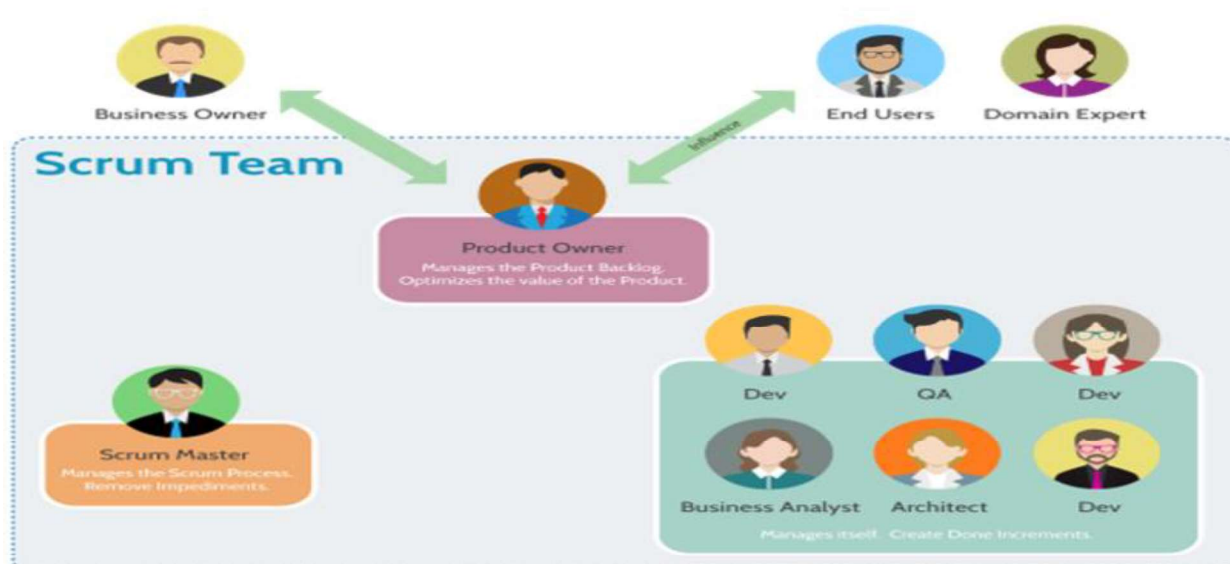 Business Owner
End Users
Domain Expert
Influence
Scrum Team
Product Owner
Manages the Product Backlog.
Optimizes the value of the Product.
Dev
QA
Dev
Scrum Master
Manages the Scrum Process.
Remove Impediments.
Business Analyst
Architect
Dev
Manages itself. Create Done Increments.